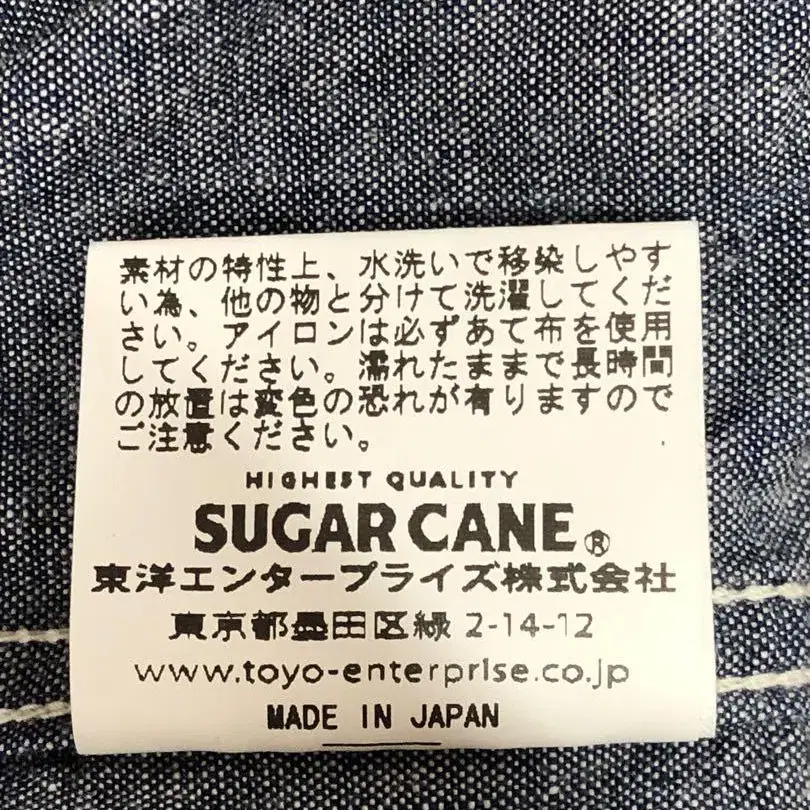 素材の特性上、水洗いで移染しやす
い為、他の物と分けて洗濯してくだ
さい。アイロンは必ずあて布を使用
してください。濡れたままで長時間
の放置は変色の恐れが有りますので
ご注意ください。
HIGHEST QUALITY
SUGAR CANE®
東洋エンタープライズ株式会社
東京都墨田区緑 2-14-12
www.toyo-enterprise.co.jp
MADE IN JAPAN